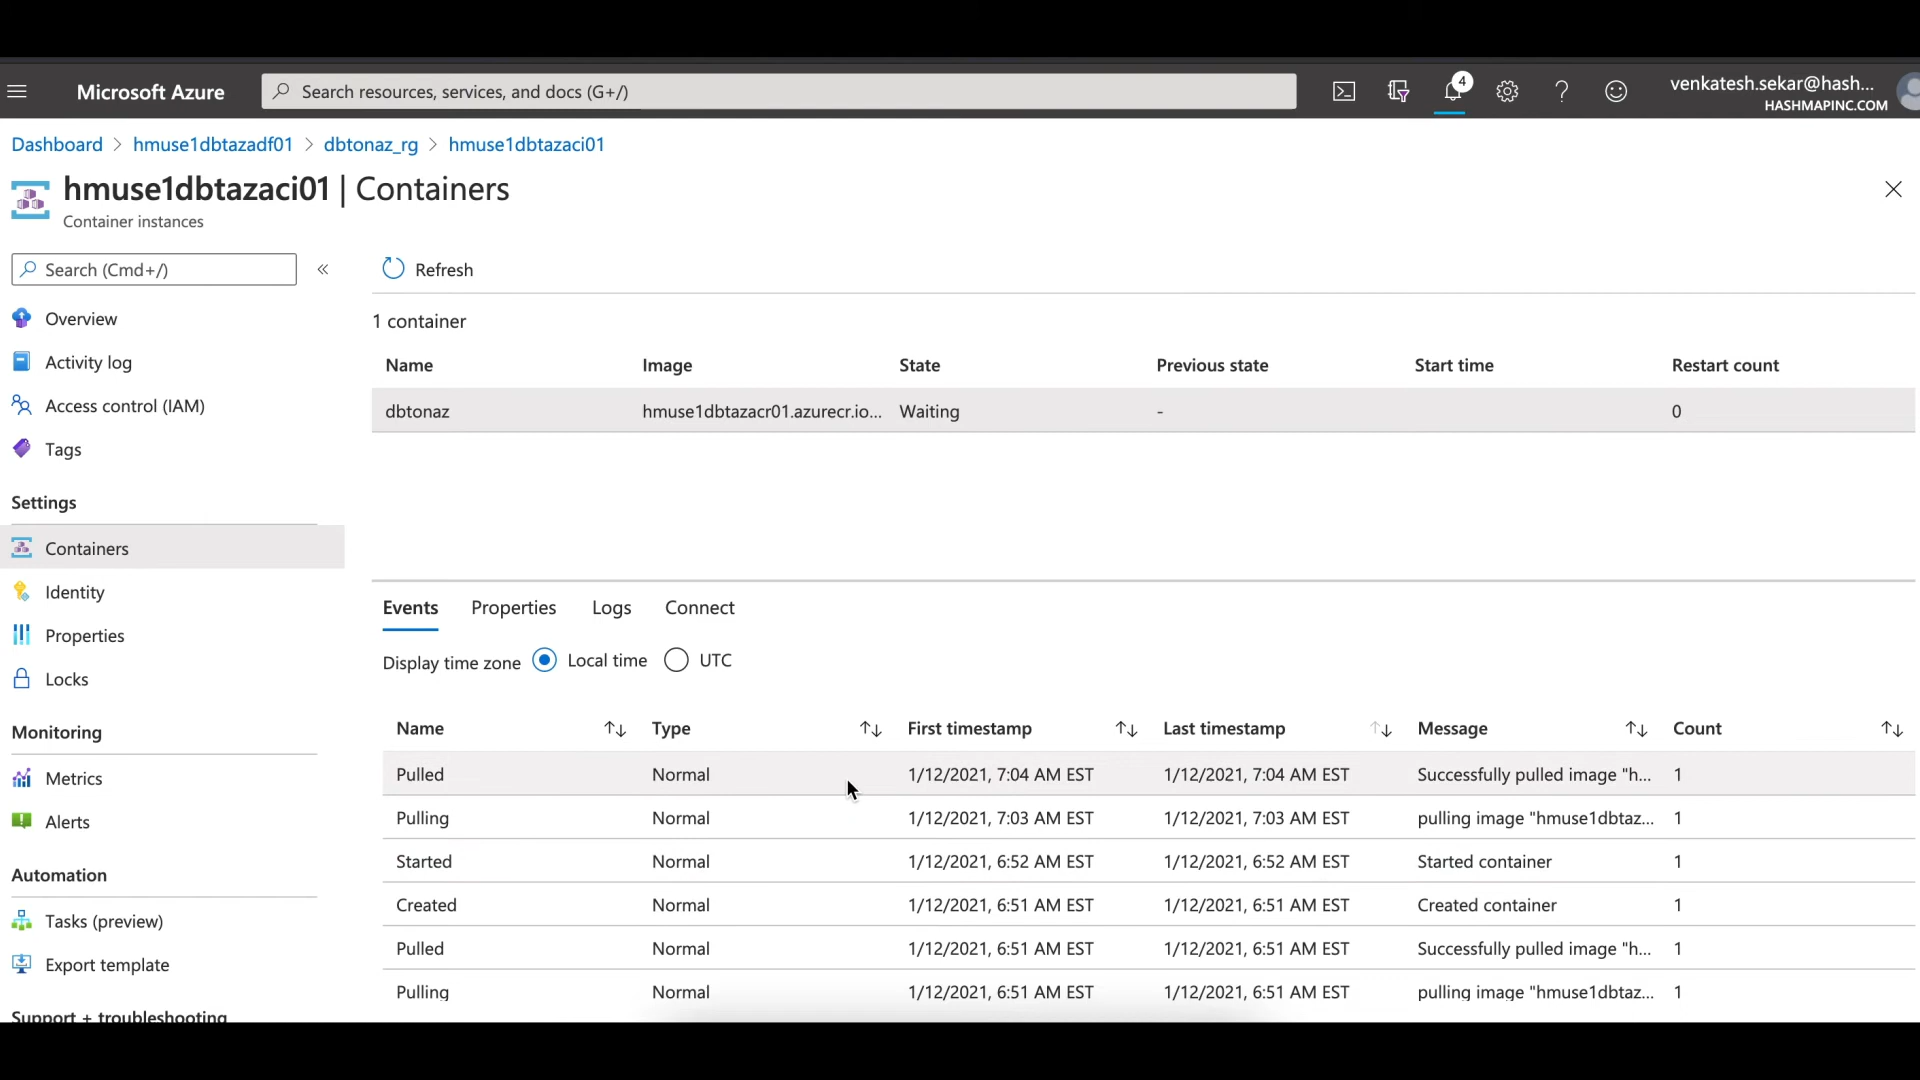 Microsoft Azure
Search resources, services, and docs (G+/)
4
venkatesh.sekar@hash...
HASHMAPINC.COM
Dashboard > hmuse1dbtazadf01 > dbtonaz_rg > hmuse1dbtazaci01
hmuse1dbtazaci01 | Containers
Container instances
Search (Cmd+/)
«
Refresh
Overview
Activity log
Access control (IAM)
Tags
Settings
Containers
Identity
Properties
Locks
Monitoring
Metrics
Alerts
Automation
Tasks (preview)
Export template
Support + troubleshooting
1 container
Name Image State Previous state Start time Restart count
dbtonaz hmuse1dbtazacr01.azurecr.io... Waiting - 0
Events Properties Logs Connect
Display time zone Local time UTC
Name Type First timestamp Last timestamp Message Count
Pulled Normal 1/12/2021, 7:04 AM EST 1/12/2021, 7:04 AM EST Successfully pulled image "h... 1
Pulling Normal 1/12/2021, 7:03 AM EST 1/12/2021, 7:03 AM EST pulling image "hmuse1dbtaz... 1
Started Normal 1/12/2021, 6:52 AM EST 1/12/2021, 6:52 AM EST Started container 1
Created Normal 1/12/2021, 6:51 AM EST 1/12/2021, 6:51 AM EST Created container 1
Pulled Normal 1/12/2021, 6:51 AM EST 1/12/2021, 6:51 AM EST Successfully pulled image "h... 1
Pulling Normal 1/12/2021, 6:51 AM EST 1/12/2021, 6:51 AM EST pulling image "hmuse1dbtaz... 1